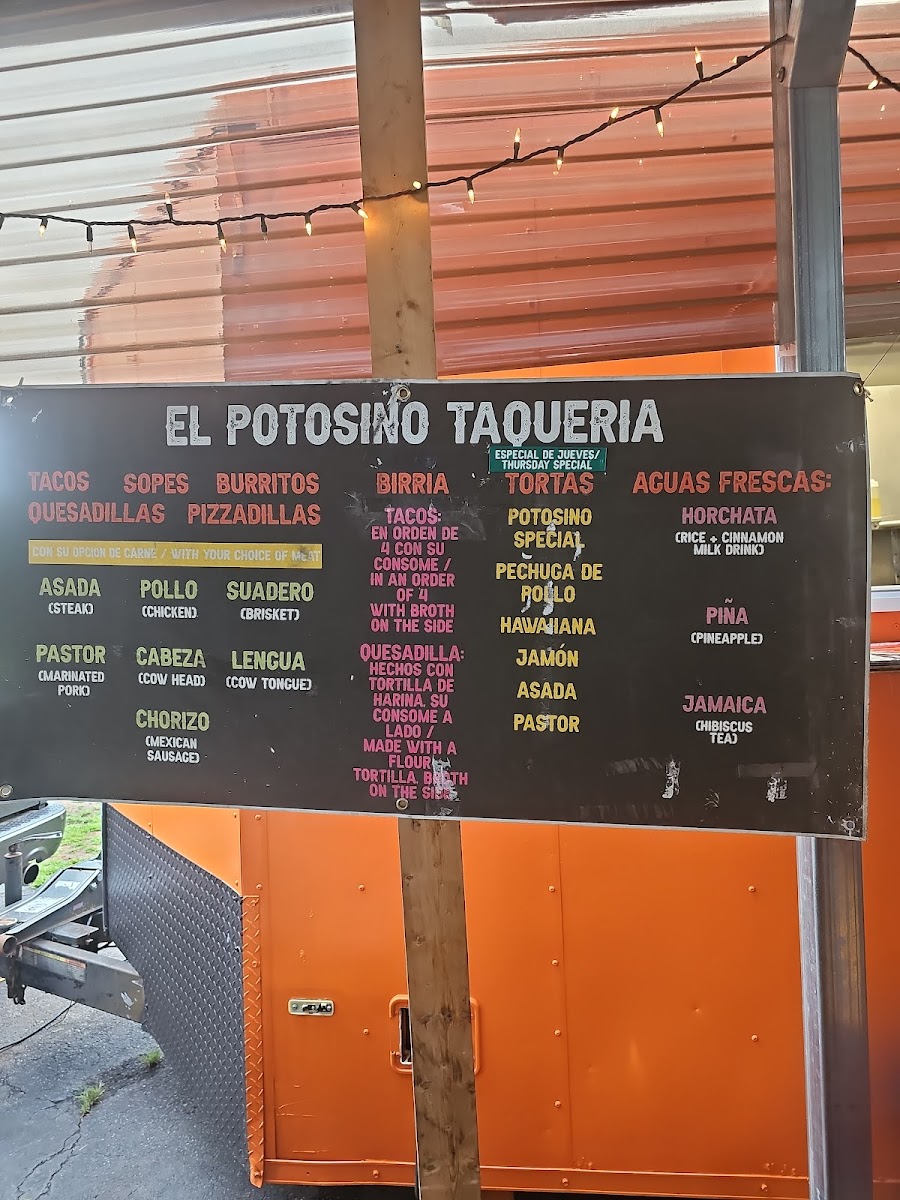 EL POTOSINO TAQUERIA
TACOS SOPES BURRITOS
QUESADILLAS PIZZADILLAS
CON SU OPCION DE CARNE / WITH YOUR CHOICE OF MEAT
ASADA
(STEAK)
POLLO
(CHICKEN)
SUADERO
(BRISKET)
PASTOR
(MARINATED
PORK)
CABEZA
(COW HEAD)
LENGUA
(COW TONGUE)
CHORIZO
(MEXICAN
SAUSAGE)
BIRRIA
TACOS:
EN ORDEN DE
4 CON SU
CONSOME /
IN AN ORDER
OF 4
WITH BROTH
ON THE SIDE
QUESADILLA:
HECHOS CON
TORTILLA DE
HARINA, SU
CONSOME A
LADO /
MADE WITH A
FLOUR
TORTILLA, BROTH
ON THE SIDE
ESPECIAL DE JUEVES/
THURSDAY SPECIAL
TORTAS
POTOSINO
SPECIAL
PECHUGA DE
POLLO
HAWAIIANA
JAMÓN
ASADA
PASTOR
AGUAS FRESCAS:
HORCHATA
(RICE + CINNAMON
MILK DRINK)
PIÑA
(PINEAPPLE)
JAMAICA
(HIBISCUS
TEA)